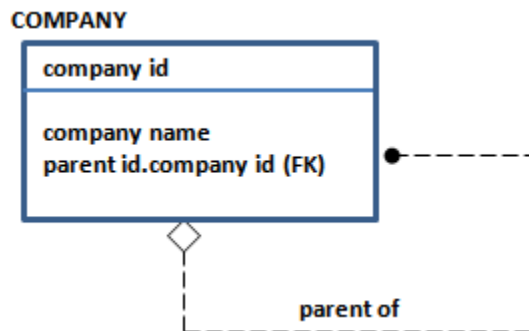 COMPANY
company id
company name
parent id.company id (FK)
parent of